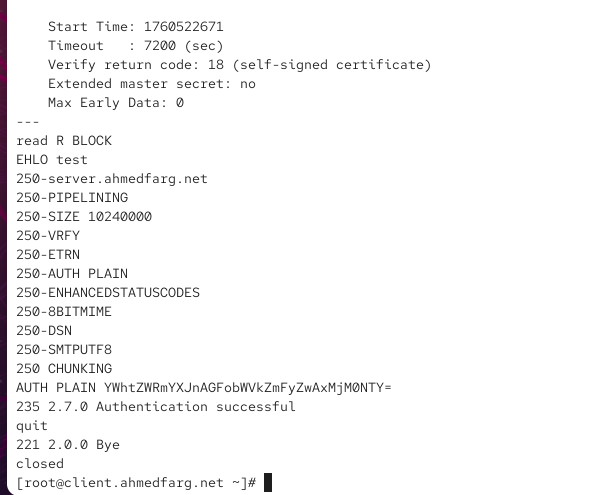 Start Time: 1760522671
Timeout   : 7200 (sec)
Verify return code: 18 (self-signed certificate)
Extended master secret: no
Max Early Data: 0
---
read R BLOCK
EHLO test
250-server.ahmedfarg.net
250-PIPELINING
250-SIZE 10240000
250-VRFY
250-ETRN
250-AUTH PLAIN
250-ENHANCEDSTATUSCODES
250-8BITMIME
250-DSN
250-SMTPUTF8
250 CHUNKING
AUTH PLAIN YWhtZWRmYXJnAGFobWVkZmFyZwAxMjM0NTY=
235 2.7.0 Authentication successful
quit
221 2.0.0 Bye
closed
[root@client.ahmedfarg.net ~]#